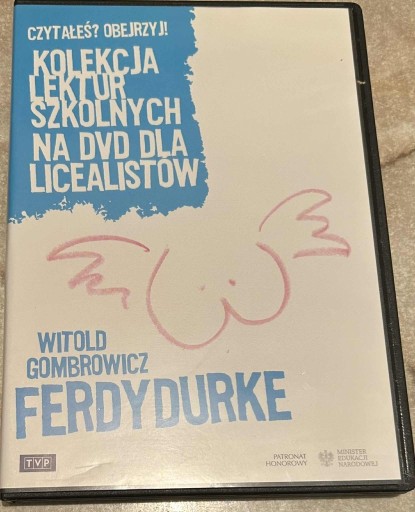 CZYTAŁEŚ? OBEJRZYJ!
KOLEKCJA
LEKTUR
SZKOLNYCH
NA DVD DLA
LICEALISTÓW
WITOLD
GOMBROWICZ
FERDYDURKE
TVP
PATRONAT
HONOROWY
MINISTER
EDUKACJI
NARODOWEJ